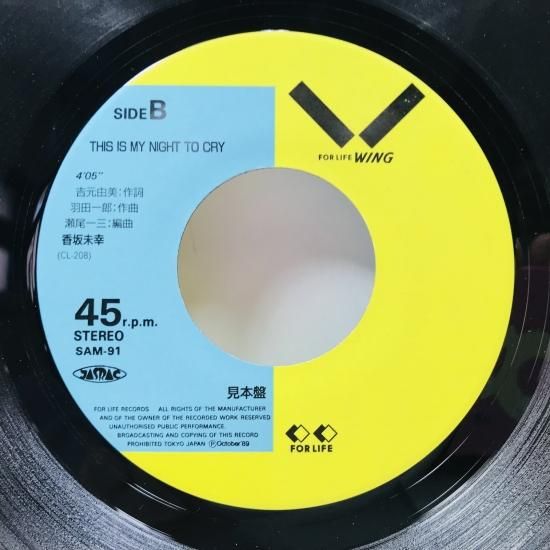 SIDE B
THIS IS MY NIGHT TO CRY
4'05"
吉元由美;作詞
羽田一郎;作曲
瀬尾一三;編曲
香坂未幸
(CL-208)
45 r.p.m.
STEREO
SAM-91
JASRAC
見本盤
FOR LIFE RECORDS ALL RIGHTS OF THE MANUFACTURER
AND OF THE OWNER OF THE RECORDED WORK RESERVED
UNAUTHORISED PUBLIC PERFORMANCE.
BROADCASTING AND COPYING OF THIS RECORD
PROHIBITED TOKYO JAPAN ⓟOctober'89
FOR LIFE WING
FOR LIFE